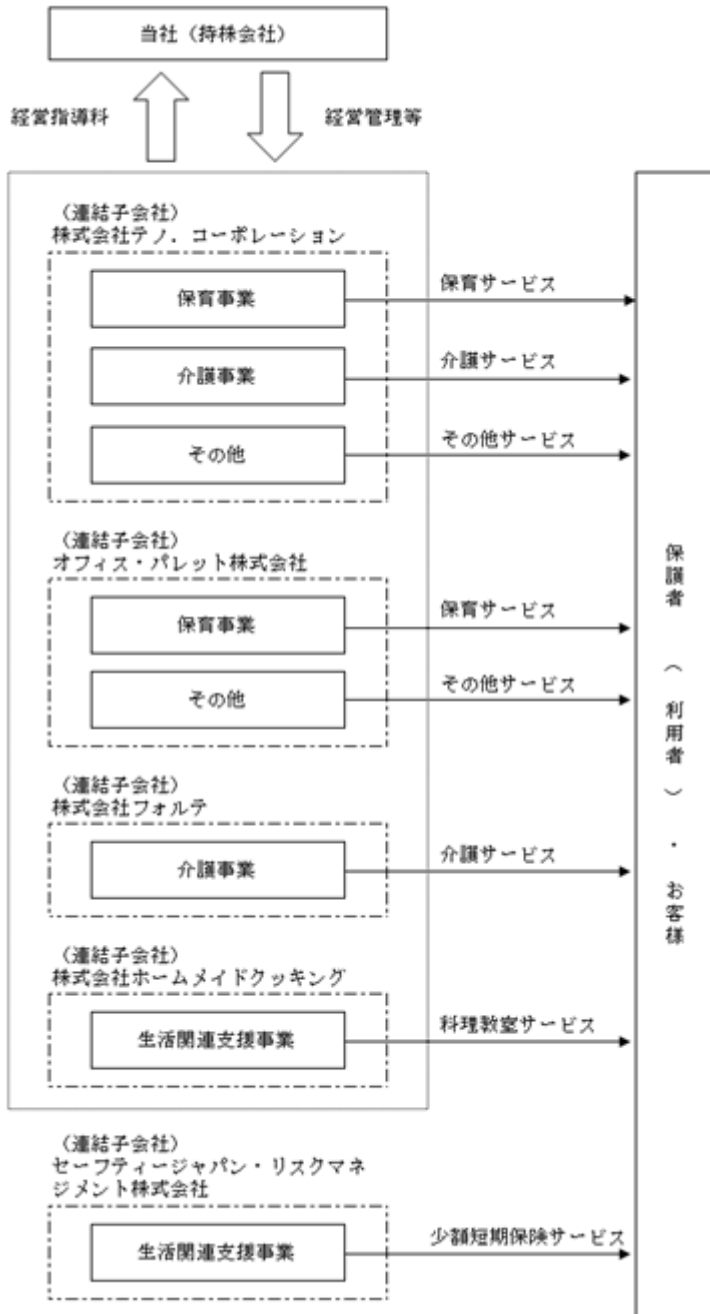 当社（持株会社）
経営指導料
経営管理等
（連結子会社）
株式会社テノ．コーポレーション
保育事業
保育サービス
介護事業
介護サービス
その他
その他サービス
（連結子会社）
オフィス・パレット株式会社
保育事業
保育サービス
その他
その他サービス
（連結子会社）
株式会社フォルテ
介護事業
介護サービス
（連結子会社）
株式会社ホームメイドクッキング
生活関連支援事業
料理教室サービス
（連結子会社）
セーフティージャパン・リスクマネ
ジメント株式会社
生活関連支援事業
少額短期保険サービス
保護者（利用者）・お客様